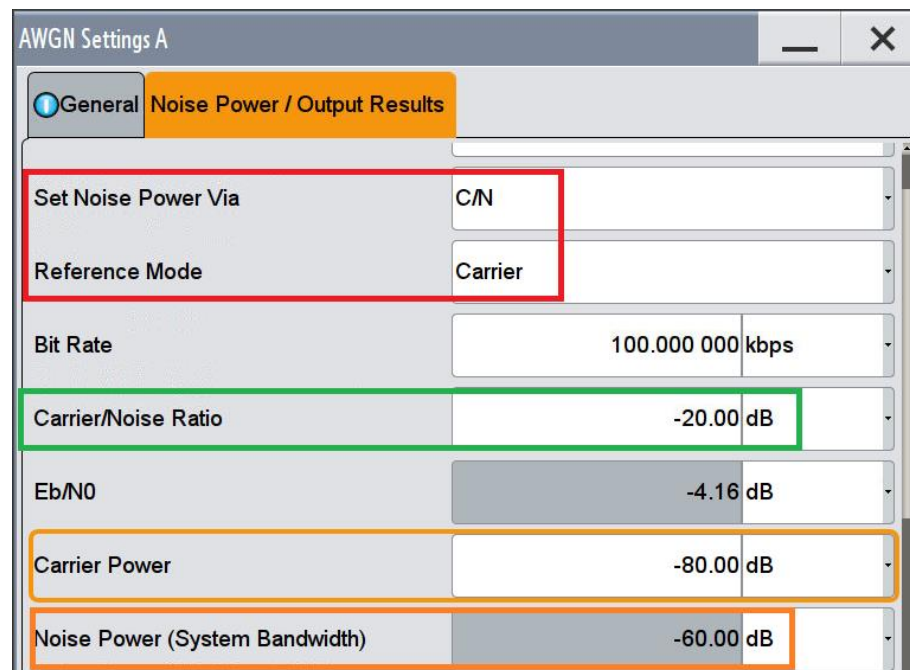 AWGN Settings A
General Noise Power / Output Results
Set Noise Power Via C/N
Reference Mode Carrier
Bit Rate 100.000 000 kbps
Carrier/Noise Ratio -20.00 dB
Eb/N0 -4.16 dB
Carrier Power -80.00 dB
Noise Power (System Bandwidth) -60.00 dB